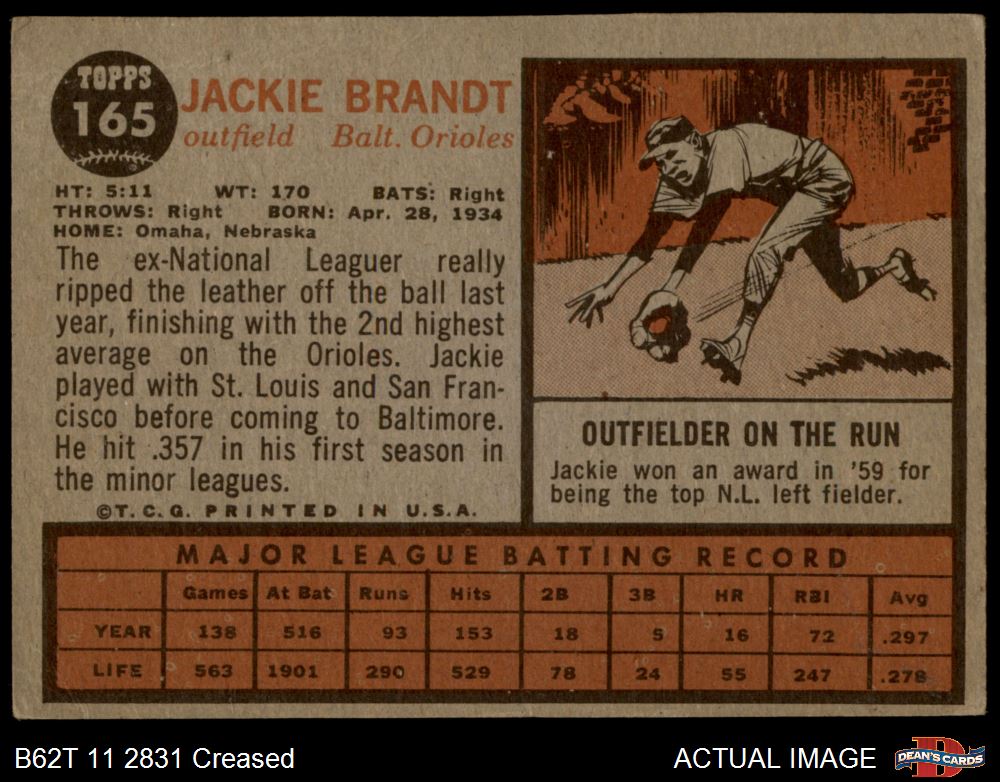 TOPPS
165
JACKIE BRANDT
outfield Balt. Orioles
HT: 5:11 WT: 170 BATS: Right
THROWS: Right BORN: Apr. 28, 1934
HOME: Omaha, Nebraska
The ex-National Leaguer really
ripped the leather off the ball last
year, finishing with the 2nd highest
average on the Orioles. Jackie
played with St. Louis and San Fran-
cisco before coming to Baltimore.
He hit .357 in his first season in
the minor leagues.
©T.C.G. PRINTED IN U.S.A.
OUTFIELDER ON THE RUN
Jackie won an award in '59 for
being the top N.L. left fielder.
MAJOR LEAGUE BATTING RECORD
Games At Bat Runs Hits 2B 3B HR RBI Avg
YEAR 138 516 93 153 18 5 16 72 .297
LIFE 563 1901 290 529 78 24 55 247 .278
B62T 11 2831 Creased
ACTUAL IMAGE
DEAN'S CARDS